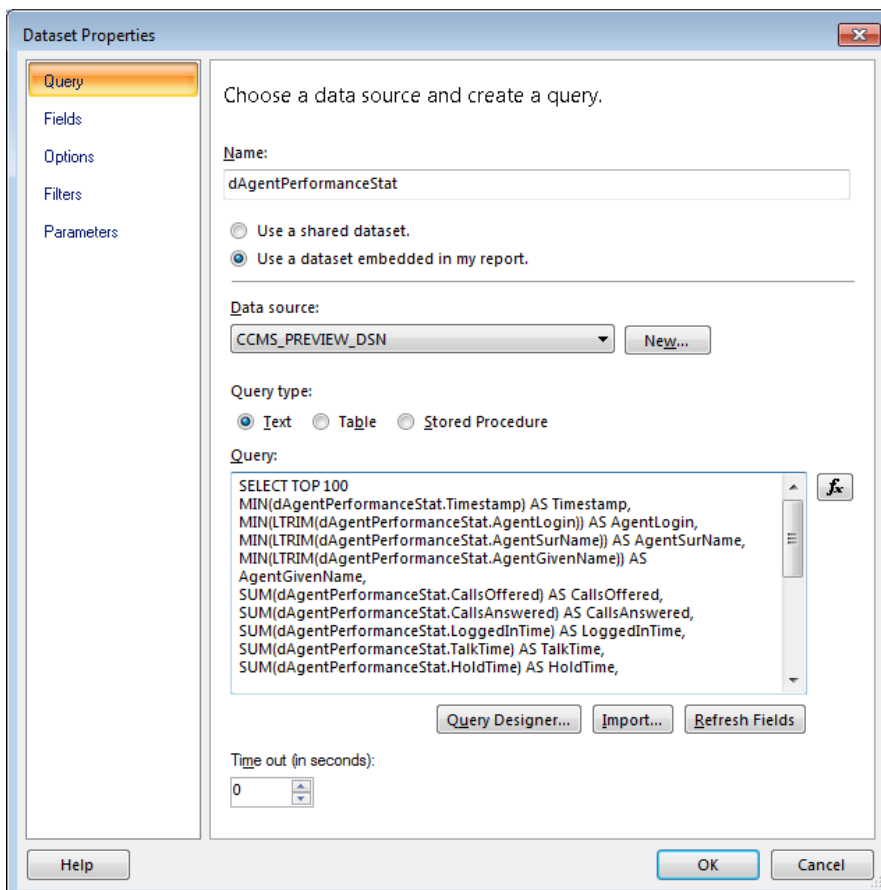 Dataset Properties
Query
Fields
Options
Filters
Parameters
Choose a data source and create a query.
Name:
dAgentPerformanceStat
Use a shared dataset.
Use a dataset embedded in my report.
Data source:
CCMS_PREVIEW_DSN
New...
Query type:
Text Table Stored Procedure
Query:
SELECT TOP 100
MIN(dAgentPerformanceStat.Timestamp) AS Timestamp,
MIN(LTRIM(dAgentPerformanceStat.AgentLogin)) AS AgentLogin,
MIN(LTRIM(dAgentPerformanceStat.AgentSurName)) AS AgentSurName,
MIN(LTRIM(dAgentPerformanceStat.AgentGivenName)) AS
AgentGivenName,
SUM(dAgentPerformanceStat.CallsOffered) AS CallsOffered,
SUM(dAgentPerformanceStat.CallsAnswered) AS CallsAnswered,
SUM(dAgentPerformanceStat.LoggedInTime) AS LoggedInTime,
SUM(dAgentPerformanceStat.TalkTime) AS TalkTime,
SUM(dAgentPerformanceStat.HoldTime) AS HoldTime,
fx
Query Designer... Import... Refresh Fields
Time out (in seconds):
0
Help OK Cancel